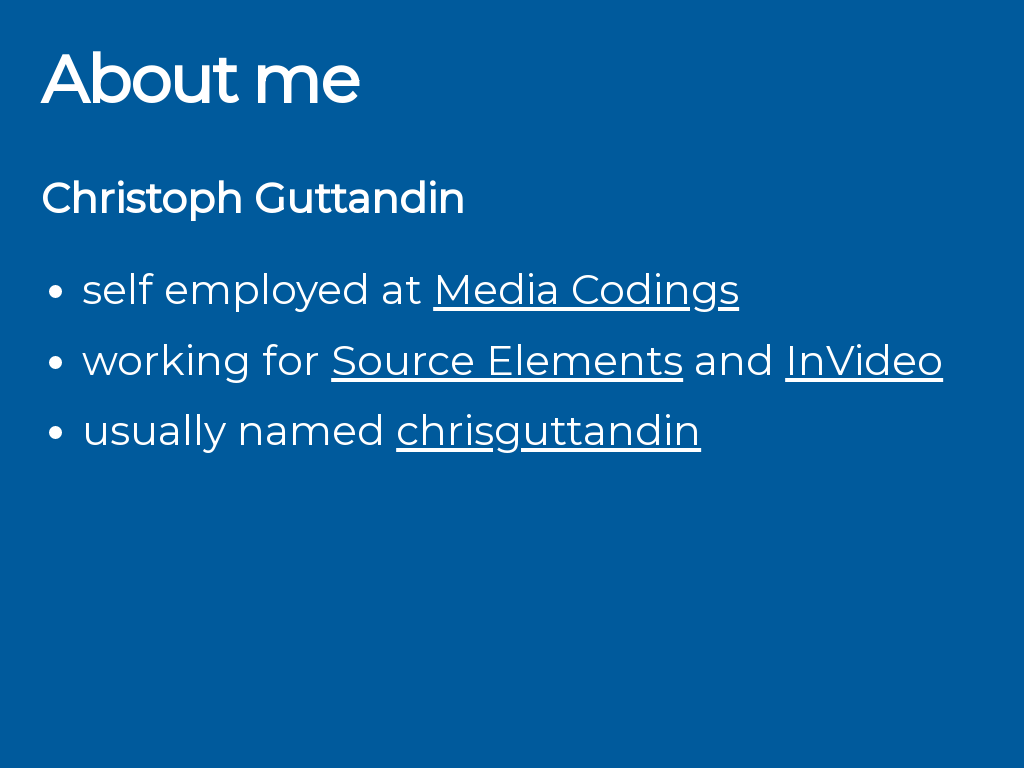 About me
Christoph Guttandin
• self employed at Media Codings
• working for Source Elements and InVideo
• usually named chrisguttandin